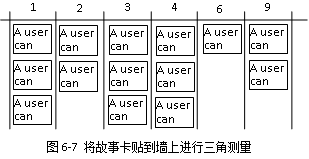 1 2 3 4 6 9
A user can A user can A user can A user can A user can A user can
A user can A user can A user can A user can A user can
A user can A user can A user can
图 6-7 将故事卡贴到墙上进行三角测量